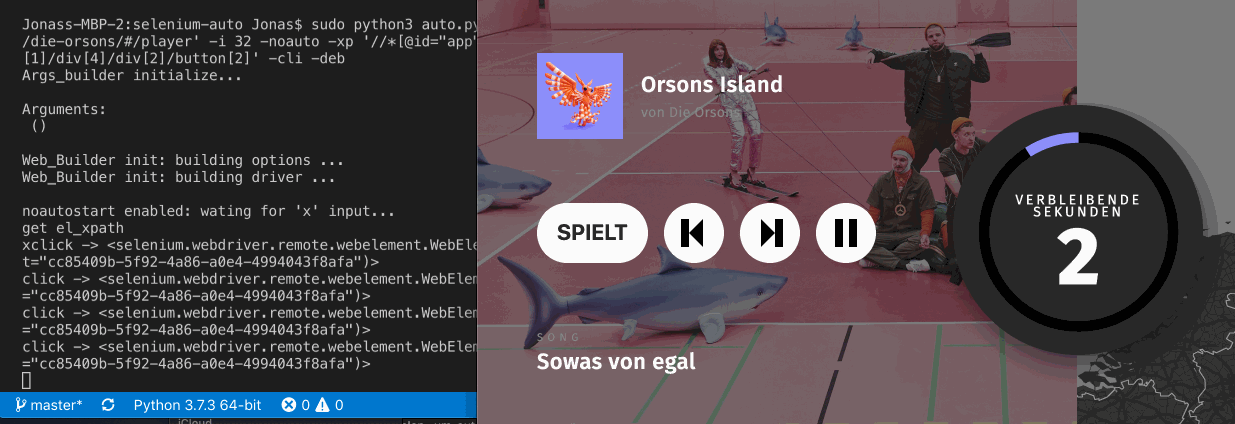 Jonass-MBP-2:selenium-auto Jonas$ sudo python3 auto.py
/die-orsons/#/player' -i 32 -noauto -xp '//*[@id="app"
[1]/div[4]/div[2]/button[2]' -cli -deb
Args_builder initialize...
Arguments:
()
Web_Builder init: building options ...
Web_Builder init: building driver ...
noautostart enabled: wating for 'x' input...
get el_xpath
xclick -> <selenium.webdriver.remote.webelement.WebEle
t="cc85409b-5f92-4a86-a0e4-4994043f8afa")>
click -> <selenium.webdriver.remote.webelement.WebElem
="cc85409b-5f92-4a86-a0e4-4994043f8afa")>
click -> <selenium.webdriver.remote.webelement.WebElem
="cc85409b-5f92-4a86-a0e4-4994043f8afa")>
click -> <selenium.webdriver.remote.webelement.WebElem
="cc85409b-5f92-4a86-a0e4-4994043f8afa")>
master* Python 3.7.3 64-bit 0 0
iCloud
Orsons Island
von Die Orsons
SPIELT
SONG
Sowas von egal
VERBLEIBENDE
SEKUNDEN
2